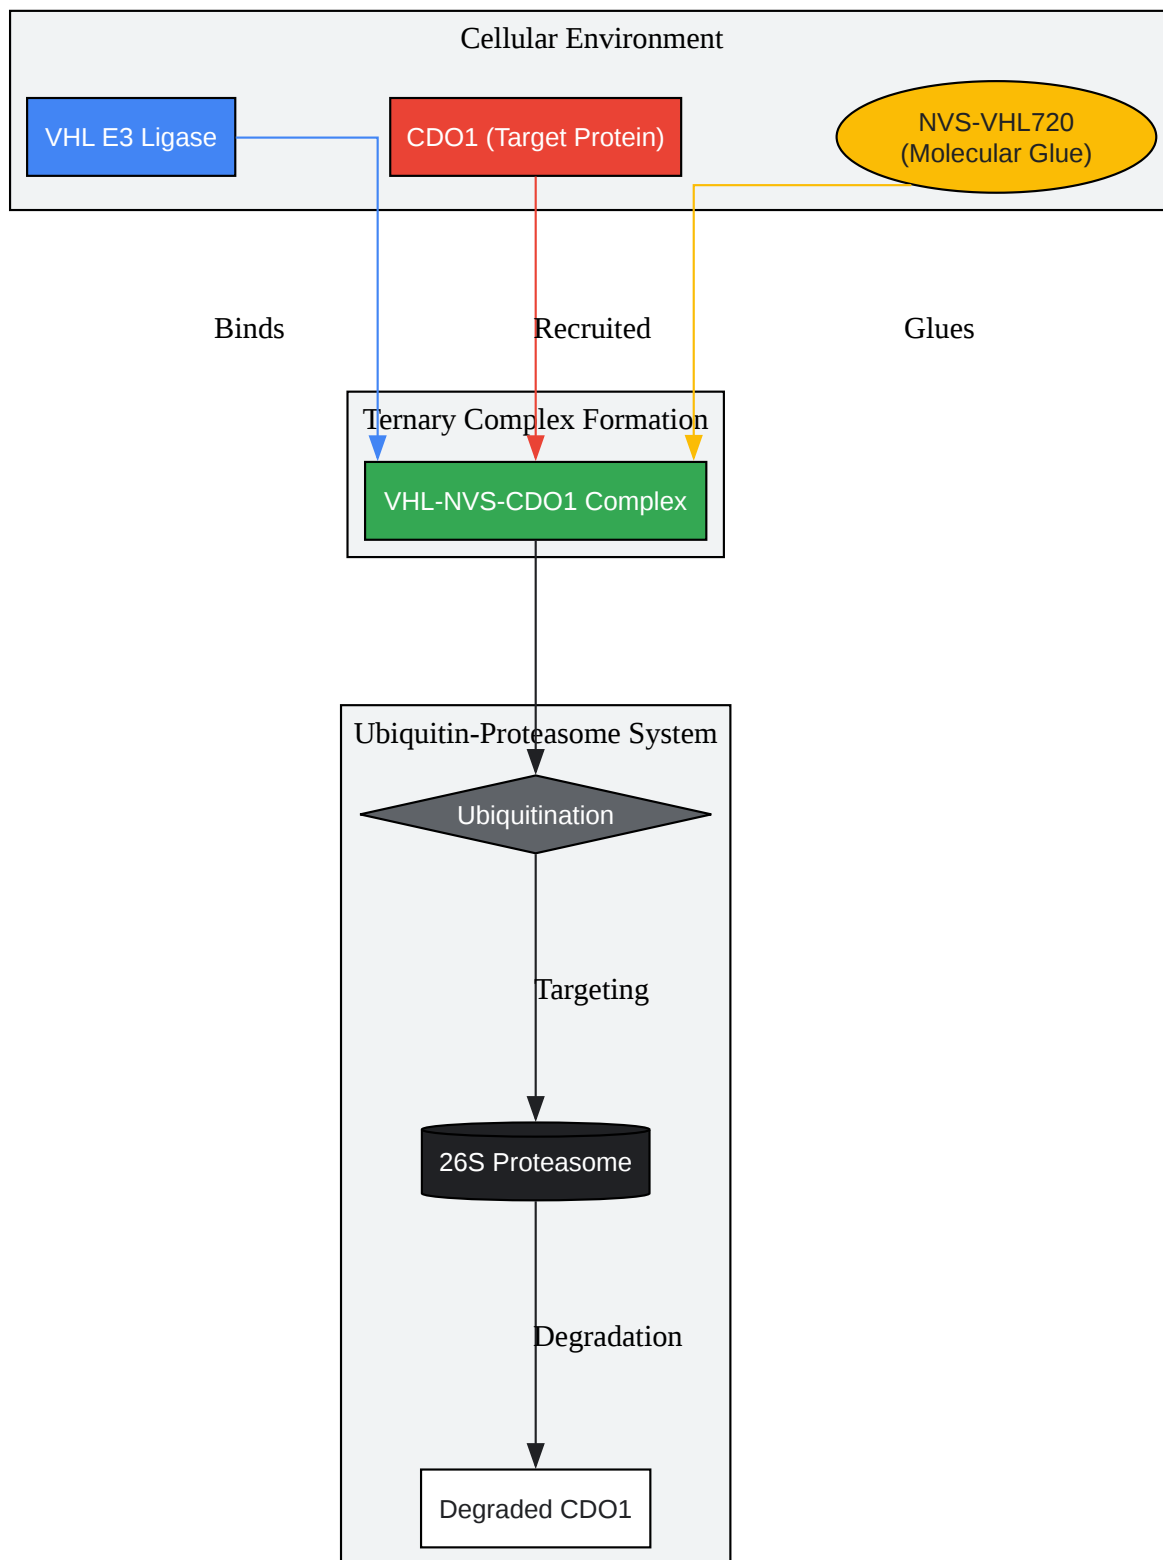 Cellular Environment
VHL E3 Ligase
CDO1 (Target Protein)
NVS-VHL720
(Molecular Glue)
Binds
Recruited
Glues
Ternary Complex Formation
VHL-NVS-CDO1 Complex
Ubiquitin-Proteasome System
Ubiquitination
Targeting
26S Proteasome
Degradation
Degraded CDO1